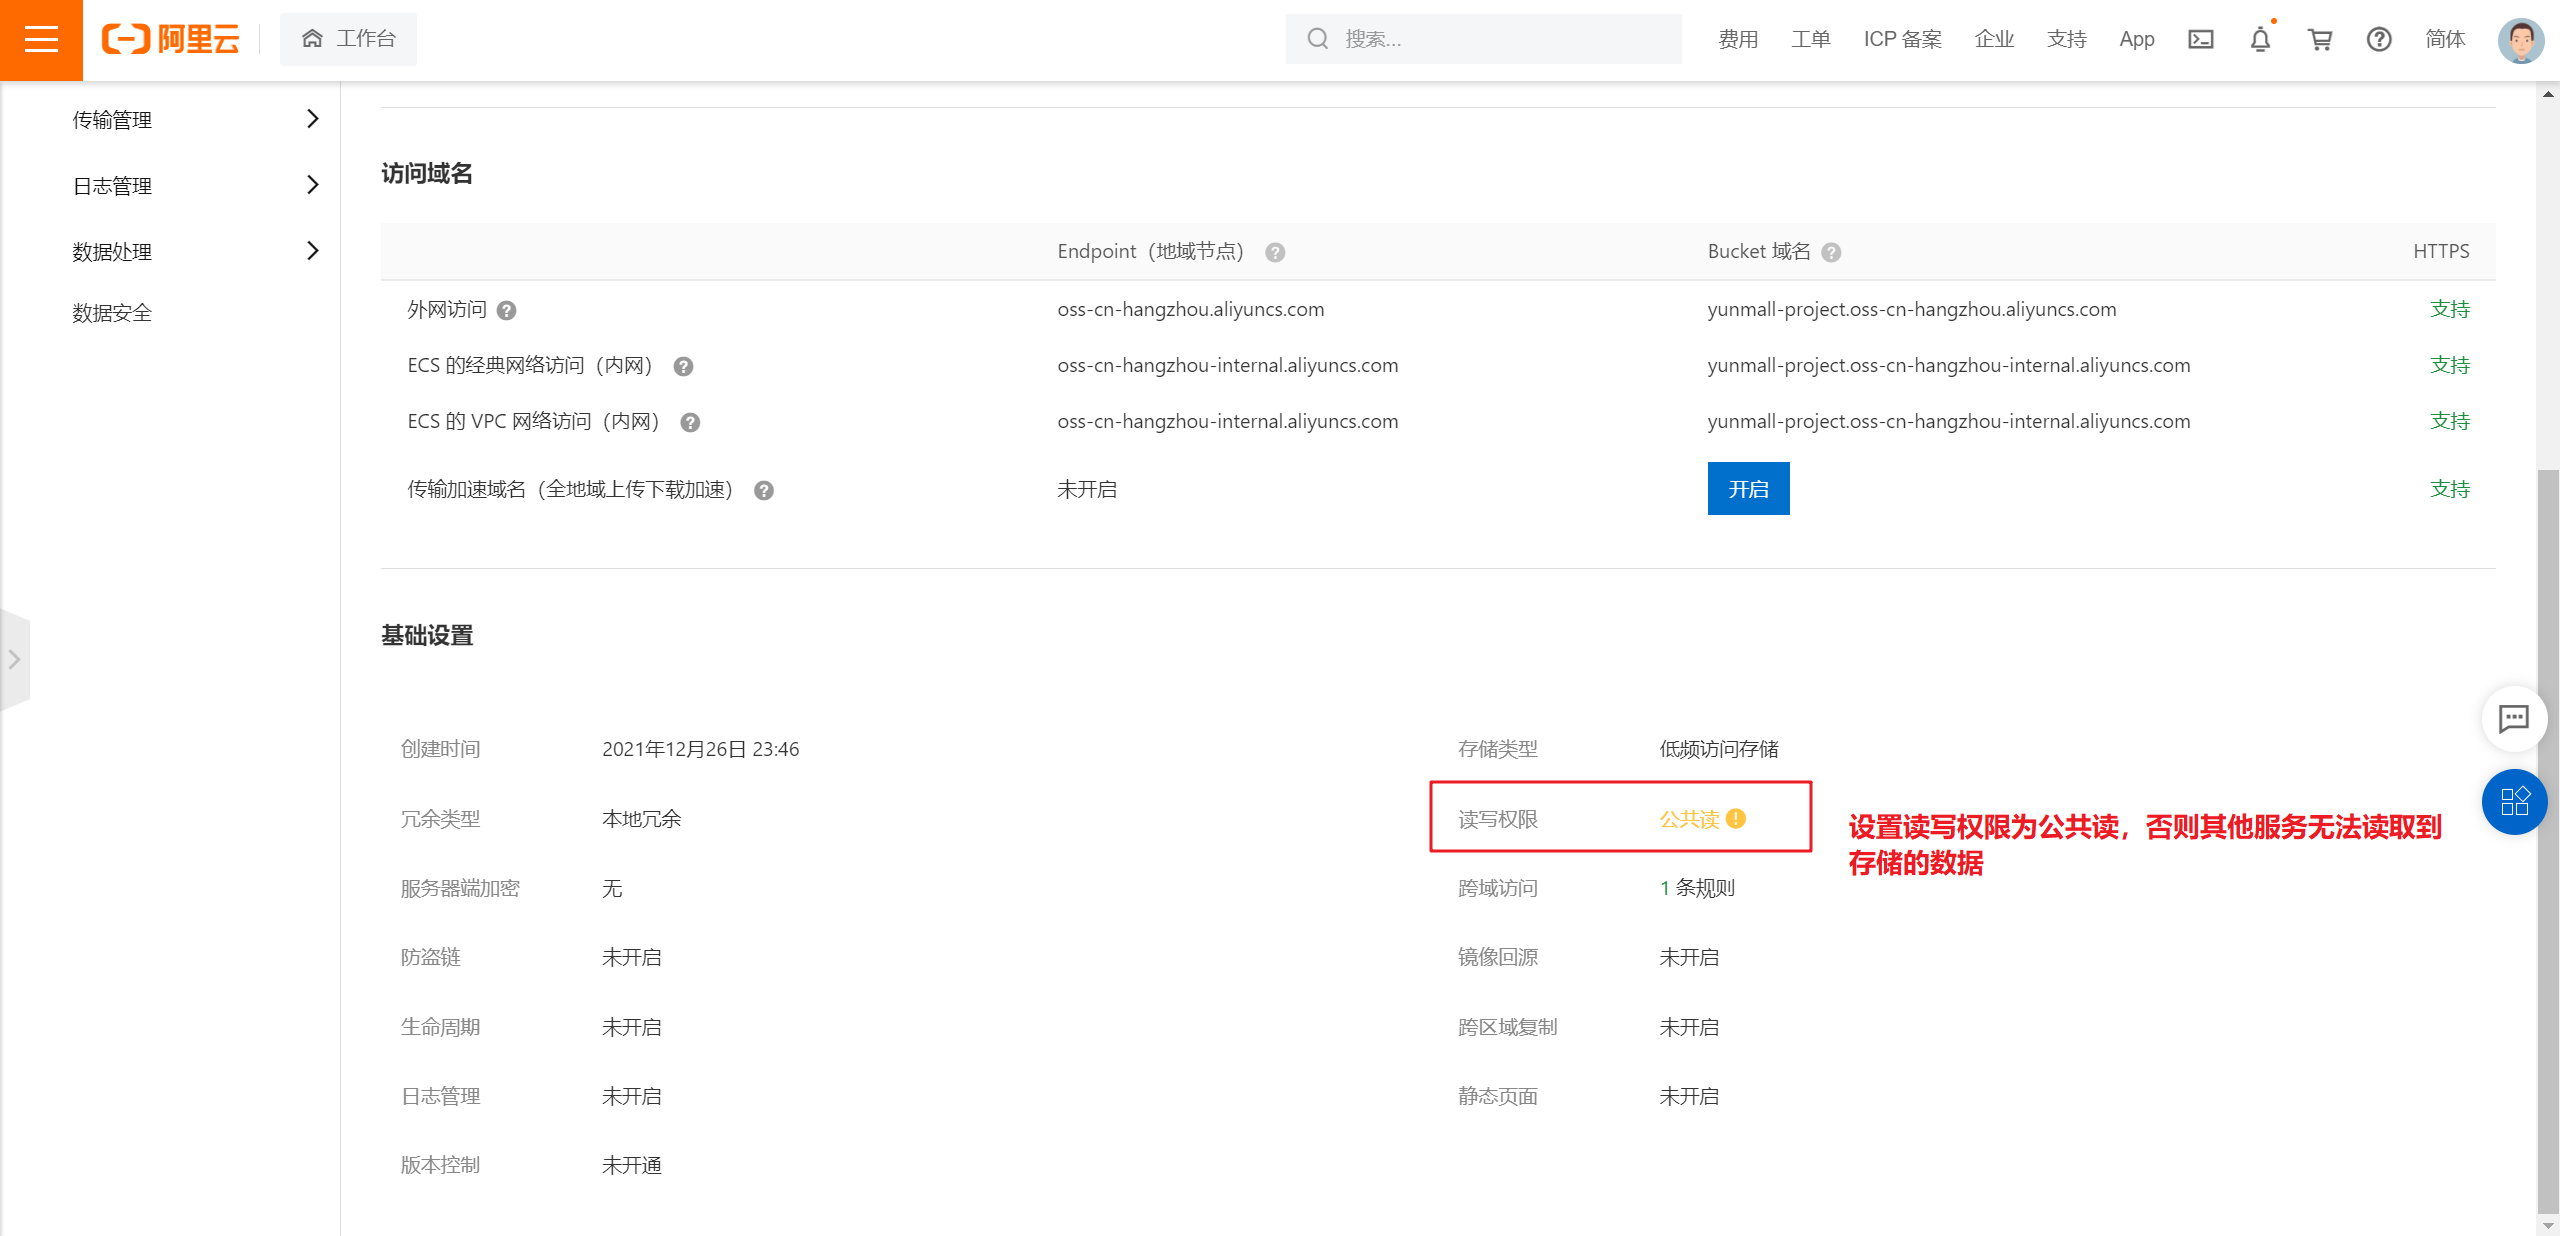 阿里云
工作台
搜索...
费用 工单 ICP 备案 企业 支持 App 简体
传输管理
日志管理
数据处理
数据安全
访问域名
Endpoint（地域节点） Bucket 域名 HTTPS
外网访问 oss-cn-hangzhou.aliyuncs.com yunmall-project.oss-cn-hangzhou.aliyuncs.com 支持
ECS 的经典网络访问（内网） oss-cn-hangzhou-internal.aliyuncs.com yunmall-project.oss-cn-hangzhou-internal.aliyuncs.com 支持
ECS 的 VPC 网络访问（内网） oss-cn-hangzhou-internal.aliyuncs.com yunmall-project.oss-cn-hangzhou-internal.aliyuncs.com 支持
传输加速域名（全地域上传下载加速） 未开启 开启 支持
基础设置
创建时间 2021年12月26日 23:46 存储类型 低频访问存储
冗余类型 本地冗余 读写权限 公共读
设置读写权限为公共读，否则其他服务无法读取到
存储的数据
服务器端加密 无 跨域访问 1 条规则
防盗链 未开启 镜像回源 未开启
生命周期 未开启 跨区域复制 未开启
日志管理 未开启 静态页面 未开启
版本控制 未开通